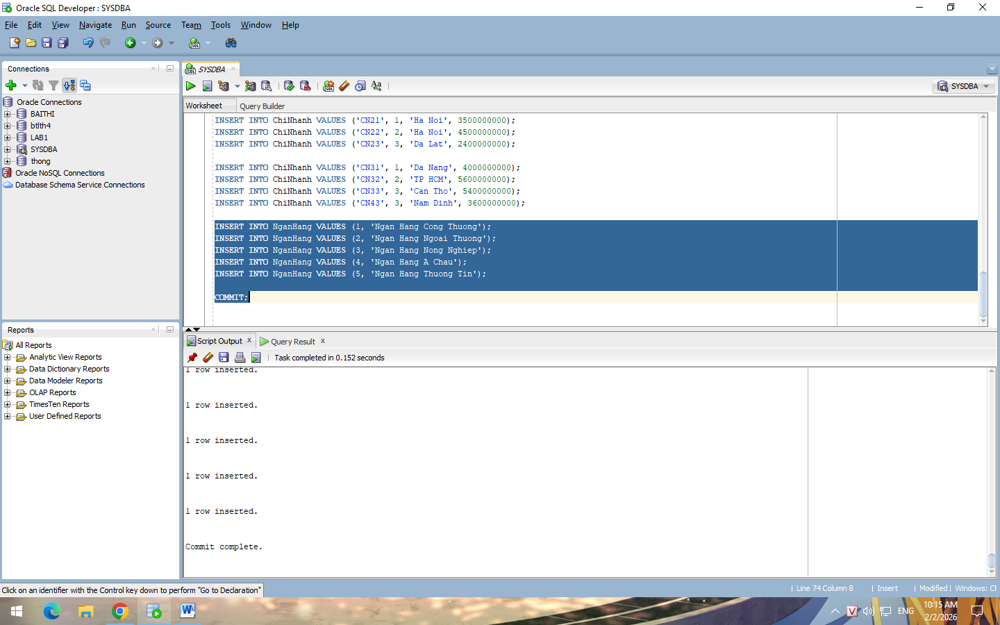 Oracle SQL Developer : SYSDBA
File Edit View Navigate Run Source Team Tools Window Help
Connections
Oracle Connections
BAITHI
btlth4
LAB1
SYSDBA
thong
Oracle NoSQL Connections
Database Schema Service Connections
Reports
All Reports
Analytic View Reports
Data Dictionary Reports
Data Modeler Reports
OLAP Reports
TimesTen Reports
User Defined Reports
SYSDBA
SYSDBA
Worksheet Query Builder
INSERT INTO ChiNhanh VALUES ('CN21', 1, 'Ha Noi', 3500000000);
INSERT INTO ChiNhanh VALUES ('CN22', 2, 'Ha Noi', 4500000000);
INSERT INTO ChiNhanh VALUES ('CN23', 3, 'Da Lat', 2400000000);
INSERT INTO ChiNhanh VALUES ('CN31', 1, 'Da Nang', 4000000000);
INSERT INTO ChiNhanh VALUES ('CN32', 2, 'TP HCM', 5600000000);
INSERT INTO ChiNhanh VALUES ('CN33', 3, 'Can Tho', 5400000000);
INSERT INTO ChiNhanh VALUES ('CN43', 3, 'Nam Dinh', 3600000000);
INSERT INTO NganHang VALUES (1, 'Ngan Hang Cong Thuong');
INSERT INTO NganHang VALUES (2, 'Ngan Hang Ngoai Thuong');
INSERT INTO NganHang VALUES (3, 'Ngan Hang Nong Nghiep');
INSERT INTO NganHang VALUES (4, 'Ngan Hang A Chau');
INSERT INTO NganHang VALUES (5, 'Ngan Hang Thuong Tin');
COMMIT;
Script Output Query Result
Task completed in 0.152 seconds
1 row inserted.
1 row inserted.
1 row inserted.
1 row inserted.
1 row inserted.
Commit complete.
Click on an identifier with the Control key down to perform "Go to Declaration"
Line 74 Column 8 Insert Modified Windows: CF
ENG
10:15 AM
2/2/2026